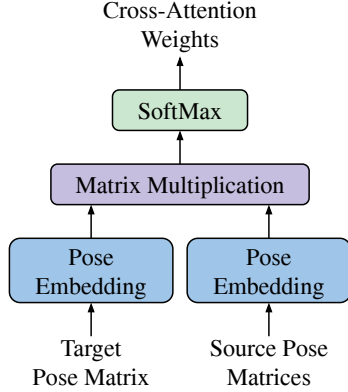 Cross-Attention
Weights
SoftMax
Matrix Multiplication
Pose
Embedding
Pose
Embedding
Target
Pose Matrix
Source Pose
Matrices